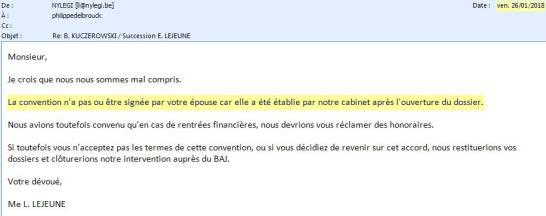 De : NYLEGI [ll@nylegi.be] Date : ven. 26/01/2018
À : philippedelbrouck
Cc :
Objet : Re: B. KUCZEROWSKI / Succession E. LEJEUNE
Monsieur,
Je crois que nous nous sommes mal compris.
La convention n'a pas ou être signée par votre épouse car elle a été établie par notre cabinet après l'ouverture du dossier.
Nous avions toutefois convenu qu'en cas de rentrées financières, nous devrions vous réclamer des honoraires.
Si toutefois vous n'acceptez pas les termes de cette convention, ou si vous décidiez de revenir sur cet accord, nous restituerions vos
dossiers et clôturerions notre intervention auprès du BAJ.
Votre dévoué,
Me L. LEJEUNE